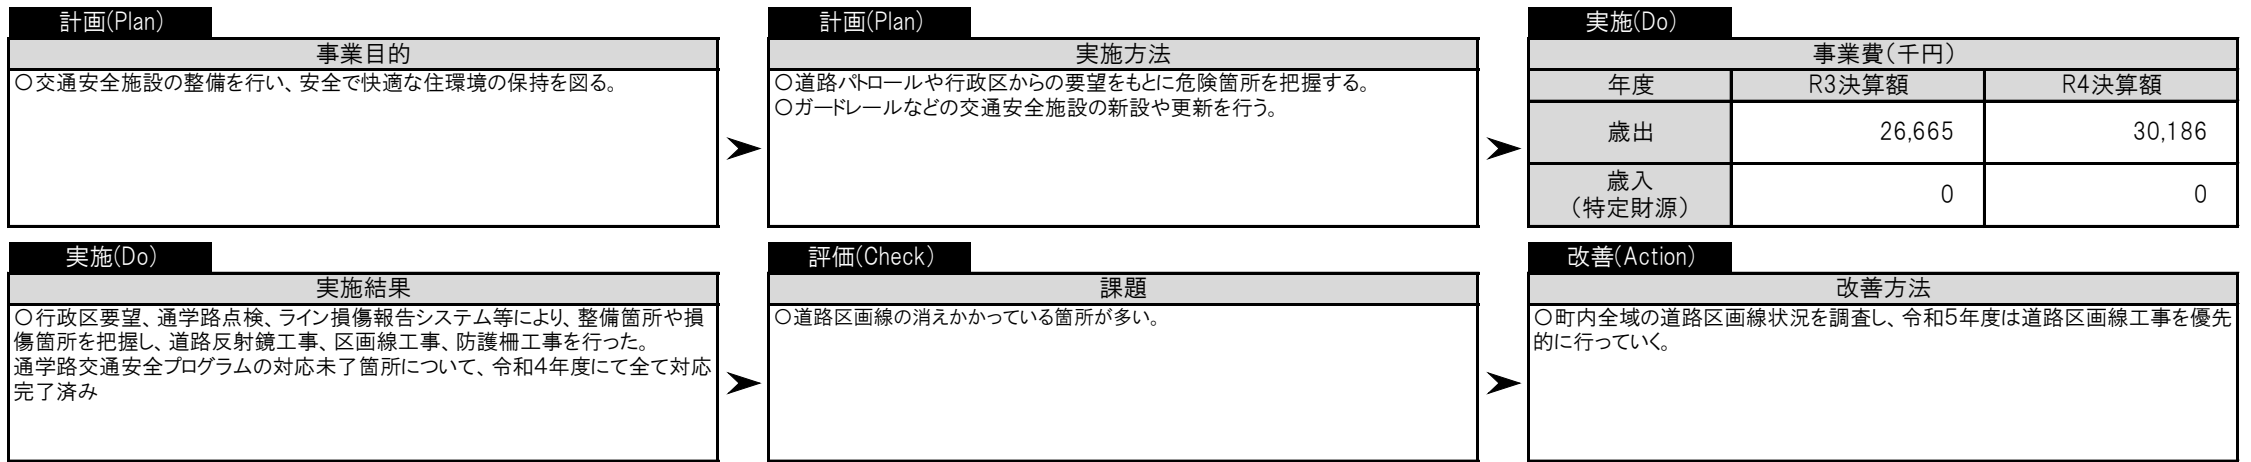 計画(Plan)
事業目的
〇交通安全施設の整備を行い、安全で快適な住環境の保持を図る。
計画(Plan)
実施方法
〇道路パトロールや行政区からの要望をもとに危険箇所を把握する。
〇ガードレールなどの交通安全施設の新設や更新を行う。
実施(Do)
事業費(千円)
年度 R3決算額 R4決算額
歳出 26,665 30,186
歳入
(特定財源) 0 0
実施(Do)
実施結果
〇行政区要望、通学路点検、ライン損傷報告システム等により、整備箇所や損
傷箇所を把握し、道路反射鏡工事、区画線工事、防護柵工事を行った。
通学路交通安全プログラムの対応未了箇所について、令和4年度にて全て対応
完了済み
評価(Check)
課題
〇道路区画線の消えかかっている箇所が多い。
改善(Action)
改善方法
〇町内全域の道路区画線状況を調査し、令和5年度は道路区画線工事を優先
的に行っていく。